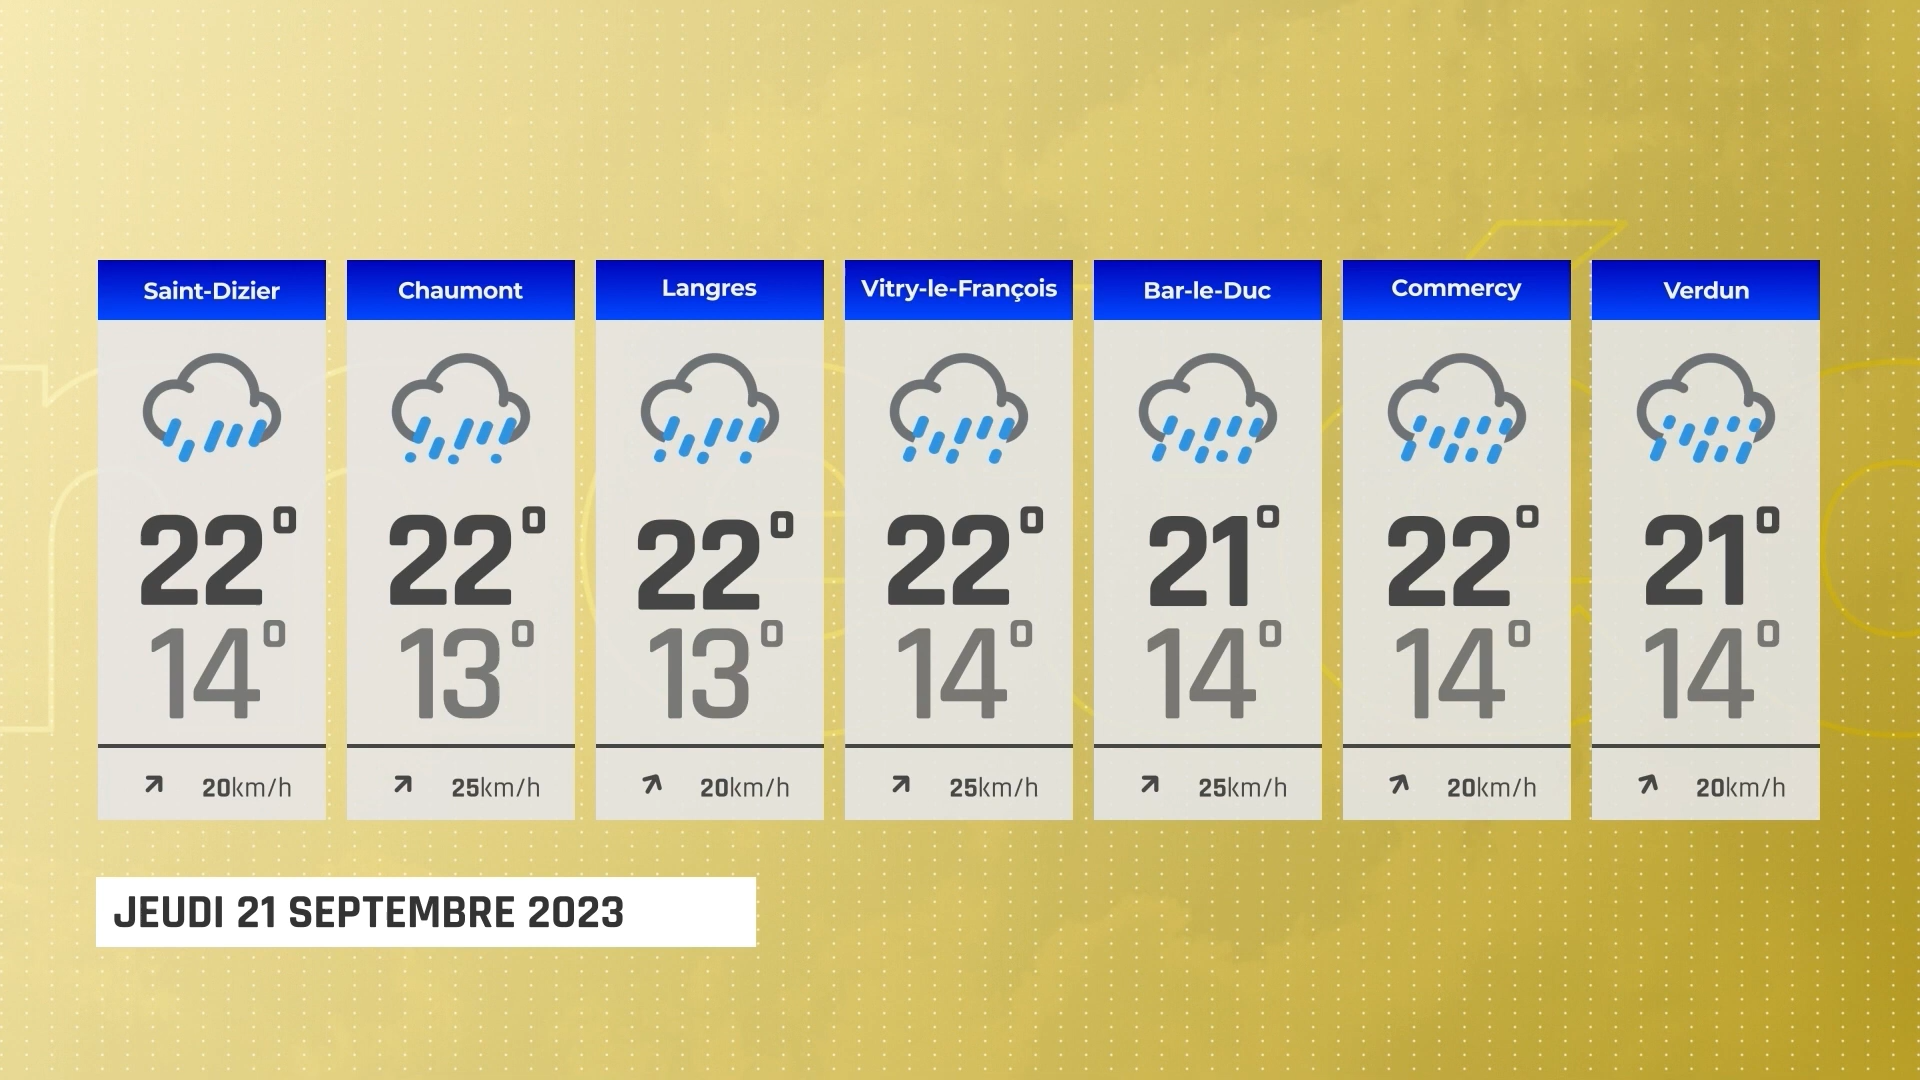 Saint-Dizier
22°
14°
20km/h
Chaumont
22°
13°
25km/h
Langres
22°
13°
20km/h
Vitry-le-François
22°
14°
25km/h
Bar-le-Duc
21°
14°
25km/h
Commercy
22°
14°
20km/h
Verdun
21°
14°
20km/h
JEUDI 21 SEPTEMBRE 2023